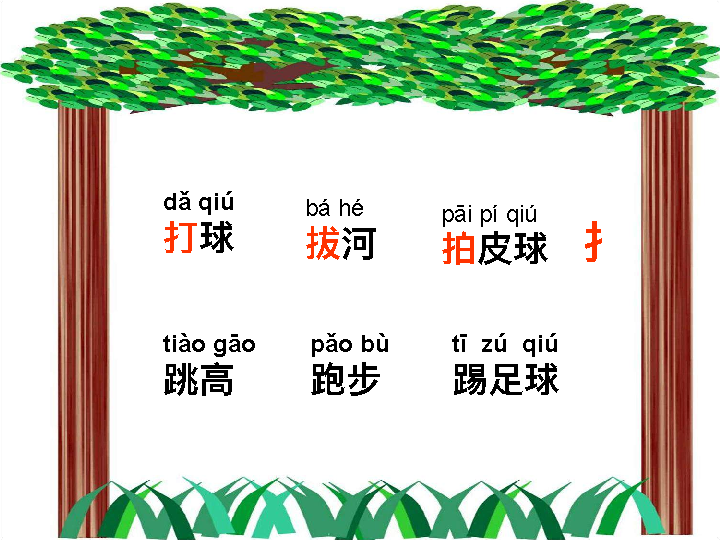 dǎ qiú bá hé pāi pí qiú
打球 拔河 拍皮球 扌
tiào gāo pǎo bù tī zú qiú
跳高 跑步 踢足球